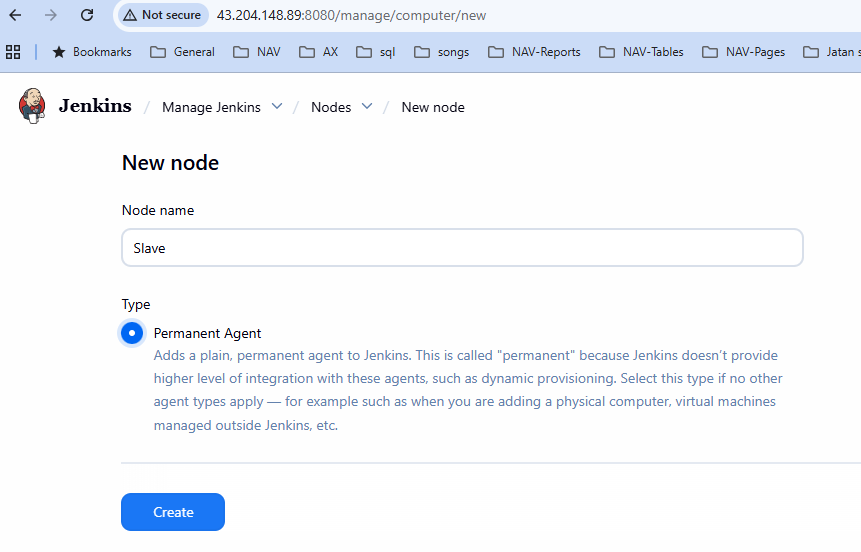 Not secure 43.204.148.89:8080/manage/computer/new
Bookmarks General NAV AX sql songs NAV-Reports NAV-Tables NAV-Pages Jatan s
Jenkins / Manage Jenkins / Nodes / New node
New node
Node name
Slave
Type
Permanent Agent
Adds a plain, permanent agent to Jenkins. This is called "permanent" because Jenkins doesn't provide
higher level of integration with these agents, such as dynamic provisioning. Select this type if no other
agent types apply — for example such as when you are adding a physical computer, virtual machines
managed outside Jenkins, etc.
Create